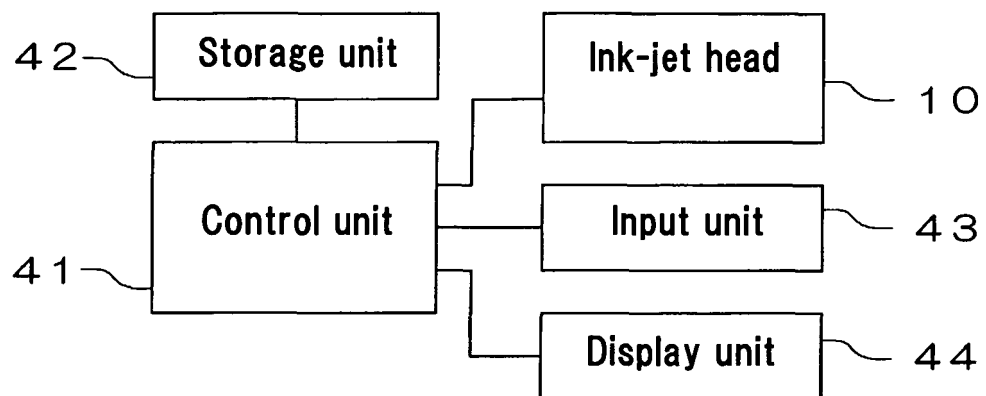 42 Storage unit
Ink-jet head 10
Control unit
41
Input unit 43
Display unit 44